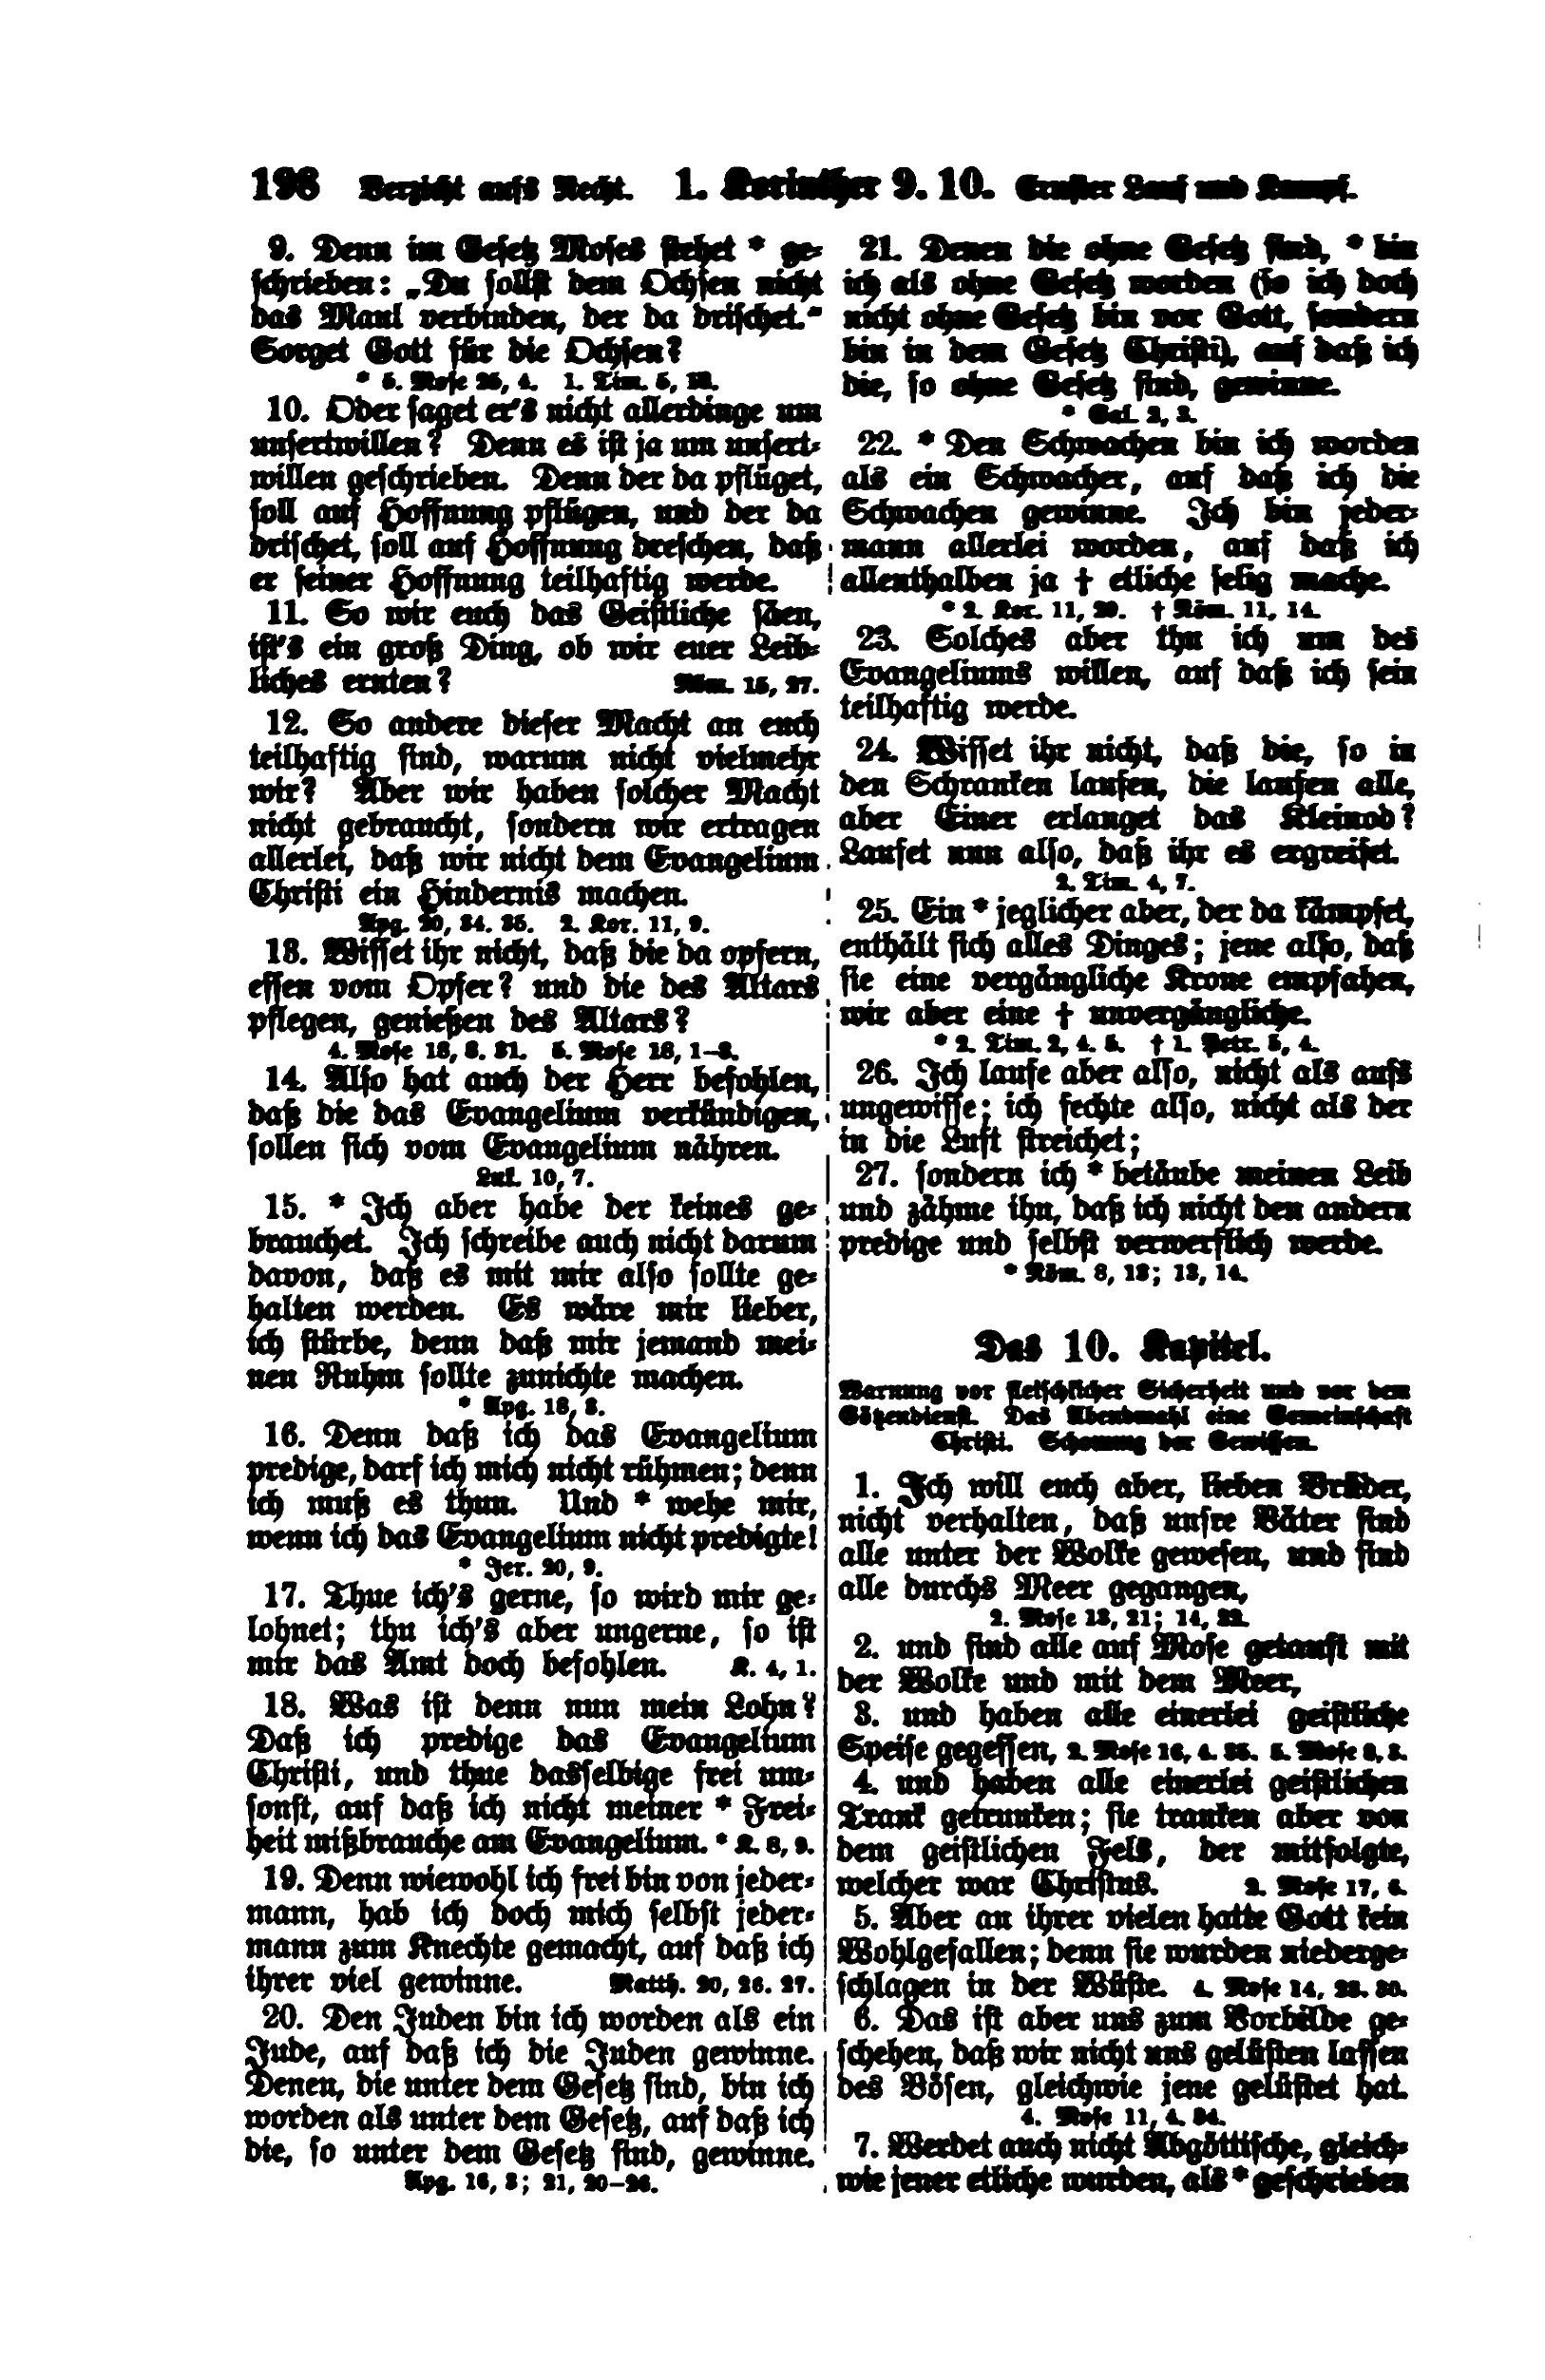 198 Verzicht aufs Recht. 1. Korinther 9. 10. Ernster Lauf und Kampf.
9. Denn im Gesetz Moses stehet * ge-
schrieben: „Du sollst dem Ochsen nicht
das Maul verbinden, der da drischet.“
Sorget Gott für die Ochsen?
* 5. Mose 25, 4. 1. Tim. 5, 18.
10. Oder saget er's nicht allerdinge um
unsertwillen? Denn es ist ja um unsert-
willen geschrieben. Denn der da pflüget,
soll auf Hoffnung pflügen, und der da
drischet, soll auf Hoffnung dreschen, daß
er seiner Hoffnung teilhaftig werde.
11. So wir euch das Geistliche säen,
ist's ein groß Ding, ob wir euer Leib-
liches ernten? Röm. 15, 27.
12. So andere dieser Macht an euch
teilhaftig sind, warum nicht vielmehr
wir? Aber wir haben solcher Macht
nicht gebraucht, sondern wir ertragen
allerlei, daß wir nicht dem Evangelium
Christi ein Hindernis machen.
Apg. 20, 34. 35. 2. Kor. 11, 9.
13. Wisset ihr nicht, daß die da opfern,
essen vom Opfer? und die des Altars
pflegen, genießen des Altars?
4. Mose 18, 8. 31. 5. Mose 18, 1–3.
14. Also hat auch der Herr befohlen,
daß die das Evangelium verkündigen,
sollen sich vom Evangelium nähren.
Luk. 10, 7.
15. * Ich aber habe der keines ge-
brauchet. Ich schreibe auch nicht darum
davon, daß es mit mir also sollte ge-
halten werden. Es wäre mir lieber,
ich stürbe, denn daß mir jemand mei-
nen Ruhm sollte zunichte machen.
* Apg. 18, 3.
16. Denn daß ich das Evangelium
predige, darf ich mich nicht rühmen; denn
ich muß es thun. Und * wehe mir,
wenn ich das Evangelium nicht predigte!
* Jer. 20, 9.
17. Thue ich's gerne, so wird mir ge-
lohnet; thu ich's aber ungerne, so ist
mir das Amt doch befohlen. K. 4, 1.
18. Was ist denn nun mein Lohn?
Daß ich predige das Evangelium
Christi, und thue dasselbige frei um-
sonst, auf daß ich nicht meiner * Frei-
heit mißbrauche am Evangelium. * K. 8, 9.
19. Denn wiewohl ich frei bin von jeder-
mann, hab ich doch mich selbst jeder-
mann zum Knechte gemacht, auf daß ich
ihrer viel gewinne. Matth. 20, 26. 27.
20. Den Juden bin ich worden als ein
Jude, auf daß ich die Juden gewinne.
Denen, die unter dem Gesetz sind, bin ich
worden als unter dem Gesetz, auf daß ich
die, so unter dem Gesetz sind, gewinne.
Apg. 16, 3; 21, 20–26.
21. Denen die ohne Gesetz sind, * bin
ich als ohne Gesetz worden (so ich doch
nicht ohne Gesetz bin vor Gott, sondern
bin in dem Gesetz Christi), auf daß ich
die, so ohne Gesetz sind, gewinne.
* Gal. 2, 3.
22. * Den Schwachen bin ich worden
als ein Schwacher, auf daß ich die
Schwachen gewinne. Ich bin jeder-
mann allerlei worden, auf daß ich
allenthalben ja † etliche selig mache.
* 2. Kor. 11, 29. † Röm. 11, 14.
23. Solches aber thu ich um des
Evangeliums willen, auf daß ich sein
teilhaftig werde.
24. Wisset ihr nicht, daß die, so in
den Schranken laufen, die laufen alle,
aber Einer erlanget das Kleinod?
Laufet nun also, daß ihr es ergreifet.
2. Tim. 4, 7.
25. Ein * jeglicher aber, der da kämpfet,
enthält sich alles Dinges; jene also, daß
sie eine vergängliche Krone empfahen,
wir aber eine † unvergängliche.
* 2. Tim. 2, 4. 5. † 1. Petr. 5, 4.
26. Ich laufe aber also, nicht als aufs
ungewisse; ich fechte also, nicht als der
in die Luft streichet;
27. sondern ich * betäube meinen Leib
und zähme ihn, daß ich nicht den andern
predige und selbst verwerflich werde.
* Röm. 8, 13; 13, 14.
Das 10. Kapitel.
Warnung vor fleischlicher Sicherheit und vor dem
Götzendienst. Das Abendmahl eine Gemeinschaft
Christi. Schonung der Gewissen.
1. Ich will euch aber, lieben Brüder,
nicht verhalten, daß unsre Väter sind
alle unter der Wolke gewesen, und sind
alle durchs Meer gegangen,
2. Mose 13, 21; 14, 22.
2. und sind alle auf Mose getauft mit
der Wolke und mit dem Meer,
3. und haben alle einerlei geistliche
Speise gegessen, 2. Mose 16, 4. 35. 5. Mose 8, 3.
4. und haben alle einerlei geistlichen
Trank getrunken; sie tranken aber von
dem geistlichen Fels, der mitfolgte,
welcher war Christus. 2. Mose 17, 6.
5. Aber an ihrer vielen hatte Gott kein
Wohlgefallen; denn sie wurden niederge-
schlagen in der Wüste. 4. Mose 14, 23. 30.
6. Das ist aber uns zum Vorbilde ge-
schehen, daß wir nicht uns gelüsten lassen
des Bösen, gleichwie jene gelüstet hat.
4. Mose 11, 4. 34.
7. Werdet auch nicht Abgöttische, gleich-
wie jener etliche wurden, als * geschrieben